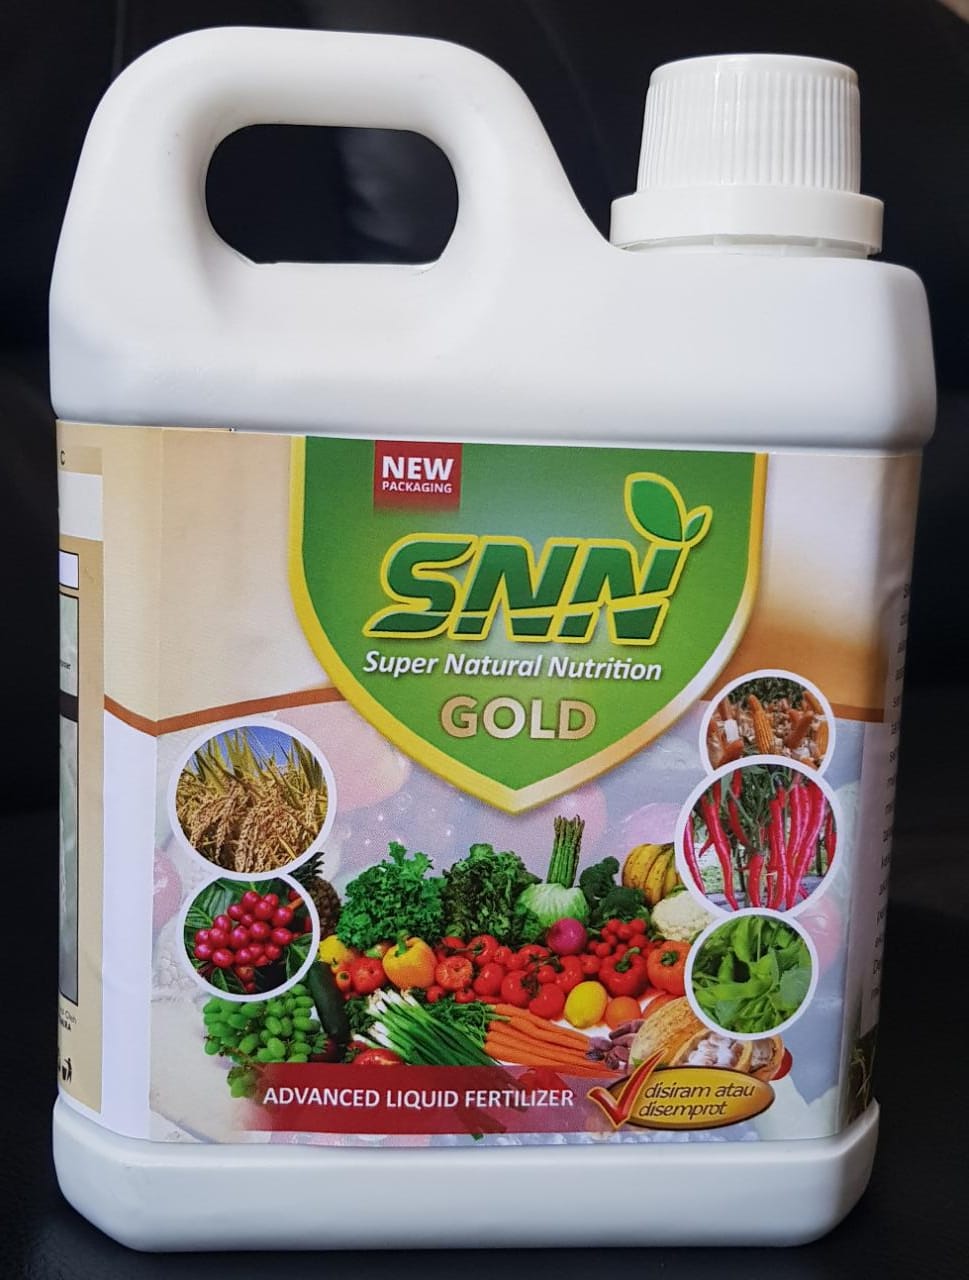 NEW
PACKAGING
SNN
Super Natural Nutrition
GOLD
ADVANCED LIQUID FERTILIZER
disiram atau
disemprot